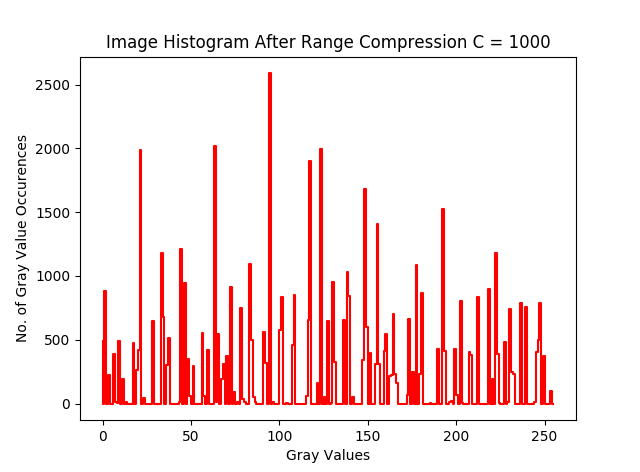 Image Histogram After Range Compression C = 1000
No. of Gray Value Occurences
2500
2000
1500
1000
500
0
0 50 100 150 200 250
Gray Values